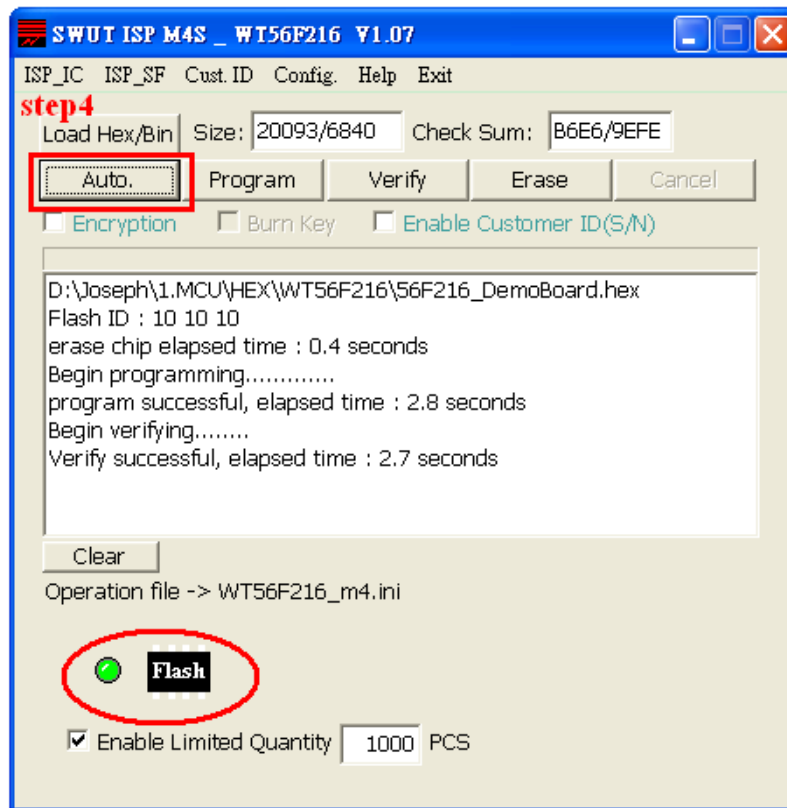 SWUT ISP M4S _ WT56F216 V1.07
ISP_IC ISP_SF Cust. ID Config. Help Exit
step4
Load Hex/Bin Size: 20093/6840 Check Sum: B6E6/9EFE
Auto. Program Verify Erase Cancel
Encryption Burn Key Enable Customer ID(S/N)
D:\Joseph\1.MCU\HEX\WT56F216\56F216_DemoBoard.hex
Flash ID : 10 10 10
erase chip elapsed time : 0.4 seconds
Begin programming.............
program successful, elapsed time : 2.8 seconds
Begin verifying........
Verify successful, elapsed time : 2.7 seconds
Clear
Operation file -> WT56F216_m4.ini
Flash
Enable Limited Quantity 1000 PCS